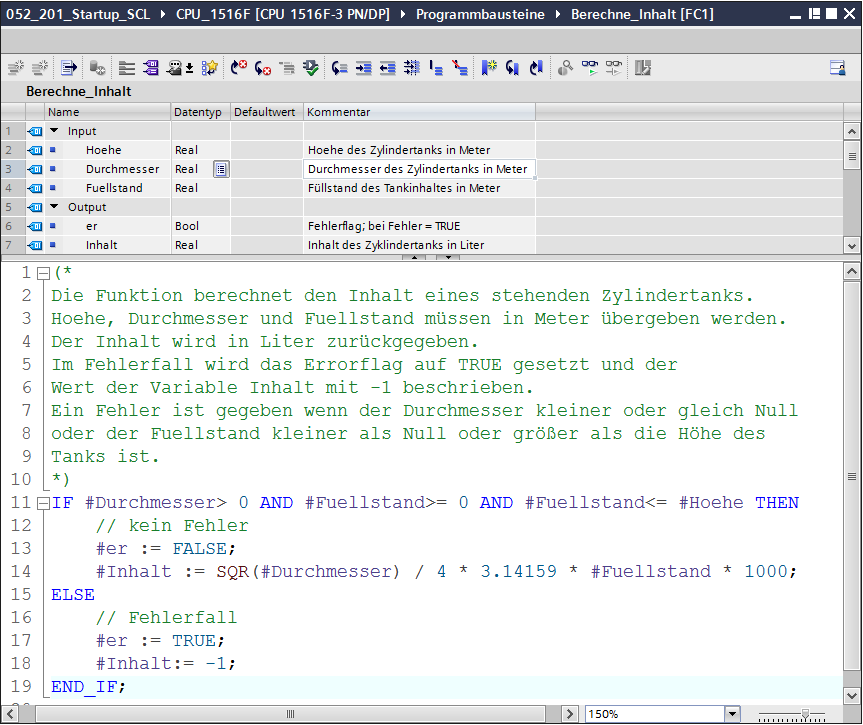 052_201_Startup_SCL CPU_1516F [CPU 1516F-3 PN/DP] Programmbausteine Berechne_Inhalt [FC1]
Berechne_Inhalt
Name Datentyp Defaultwert Kommentar
1 Input
2 Hoehe Real Hoehe des Zylindertanks in Meter
3 Durchmesser Real Durchmesser des Zylindertanks in Meter
4 Fuellstand Real Füllstand des Tankinhaltes in Meter
5 Output
6 er Bool Fehlerflag; bei Fehler = TRUE
7 Inhalt Real Inhalt des Zyklindertanks in Liter
1 (*
2 Die Funktion berechnet den Inhalt eines stehenden Zylindertanks.
3 Hoehe, Durchmesser und Fuellstand müssen in Meter übergeben werden.
4 Der Inhalt wird in Liter zurückgegeben.
5 Im Fehlerfall wird das Errorflag auf TRUE gesetzt und der
6 Wert der Variable Inhalt mit -1 beschrieben.
7 Ein Fehler ist gegeben wenn der Durchmesser kleiner oder gleich Null
8 oder der Fuellstand kleiner als Null oder größer als die Höhe des
9 Tanks ist.
10 *)
11 IF #Durchmesser> 0 AND #Fuellstand>= 0 AND #Fuellstand<= #Hoehe THEN
12 // kein Fehler
13 #er := FALSE;
14 #Inhalt := SQR(#Durchmesser) / 4 * 3.14159 * #Fuellstand * 1000;
15 ELSE
16 // Fehlerfall
17 #er := TRUE;
18 #Inhalt:= -1;
19 END_IF;
150%